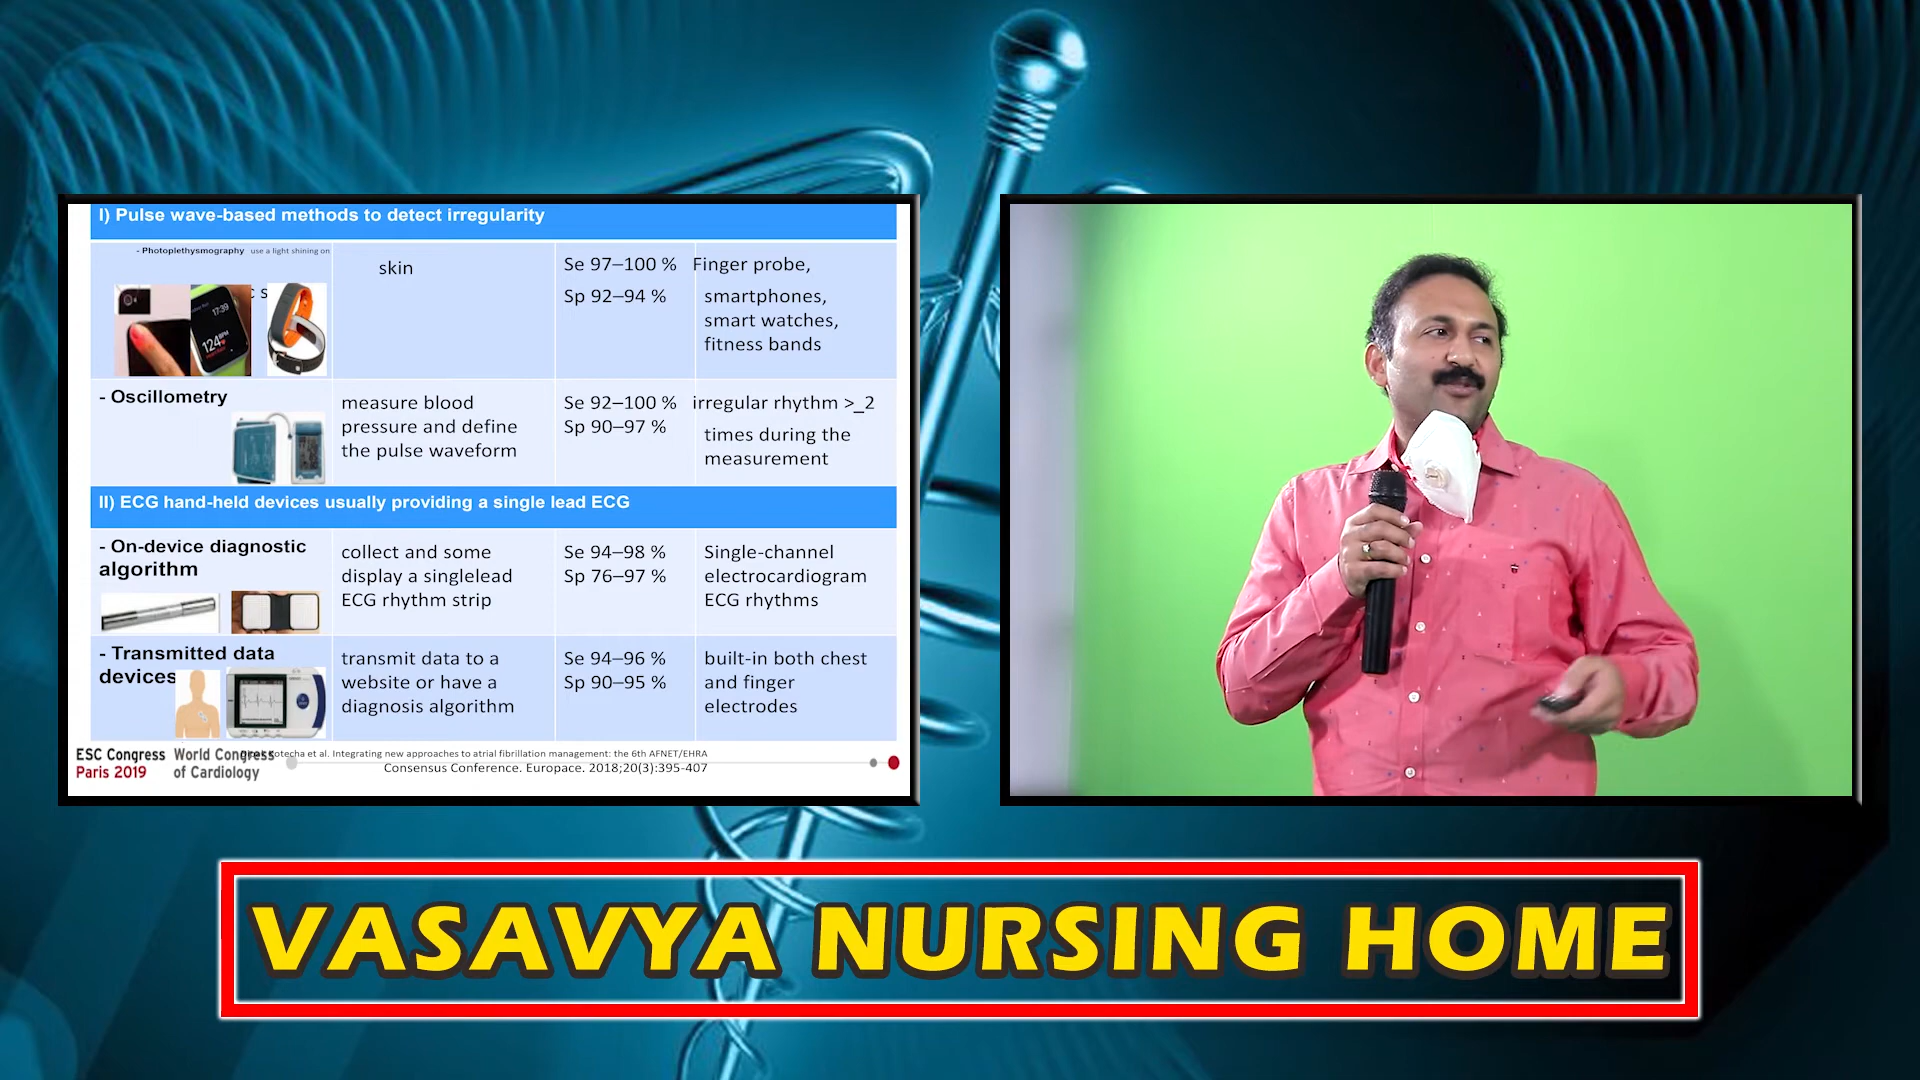 I) Pulse wave-based methods to detect irregularity
- Photoplethysmography use a light shining on
skin
c s
17:39
124 BPM
Se 97–100 %
Sp 92–94 %
Finger probe,
smartphones,
smart watches,
fitness bands
- Oscillometry
measure blood
pressure and define
the pulse waveform
Se 92–100 %
Sp 90–97 %
irregular rhythm >_2
times during the
measurement
II) ECG hand-held devices usually providing a single lead ECG
- On-device diagnostic
algorithm
collect and some
display a singlelead
ECG rhythm strip
Se 94–98 %
Sp 76–97 %
Single-channel
electrocardiogram
ECG rhythms
- Transmitted data
devices
transmit data to a
website or have a
diagnosis algorithm
Se 94–96 %
Sp 90–95 %
built-in both chest
and finger
electrodes
ESC Congress
Paris 2019
World Congress
of Cardiology
Kotecha et al. Integrating new approaches to atrial fibrillation management: the 6th AFNET/EHRA
Consensus Conference. Europace. 2018;20(3):395-407
VASAVYA NURSING HOME